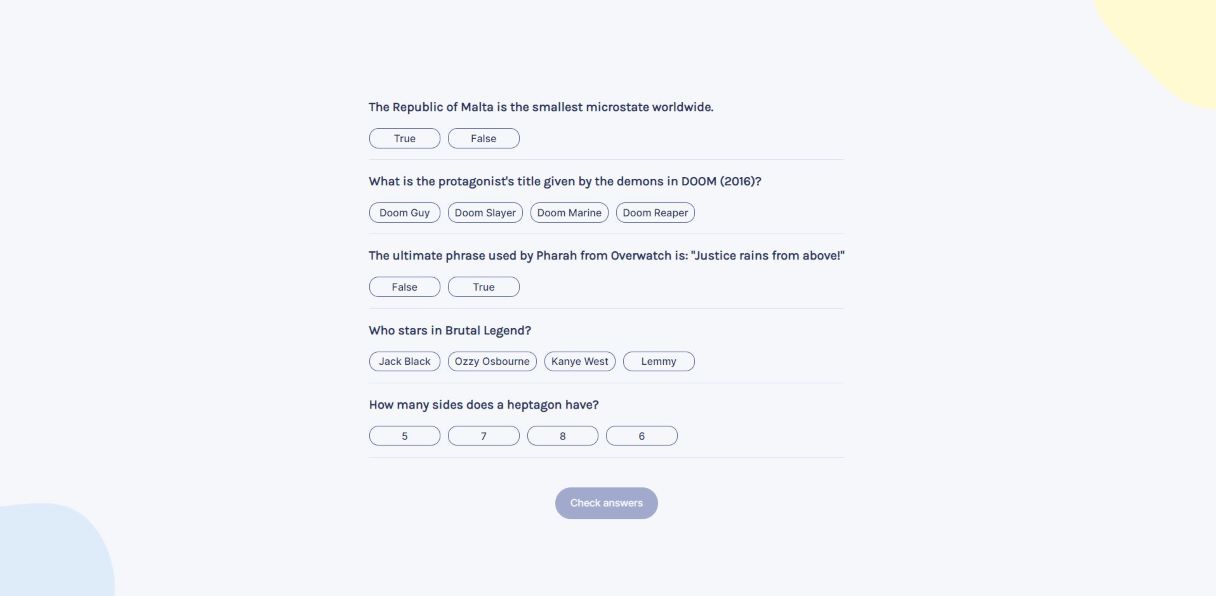 The Republic of Malta is the smallest microstate worldwide.
True False
What is the protagonist's title given by the demons in DOOM (2016)?
Doom Guy Doom Slayer Doom Marine Doom Reaper
The ultimate phrase used by Pharah from Overwatch is: "Justice rains from above!"
False True
Who stars in Brutal Legend?
Jack Black Ozzy Osbourne Kanye West Lemmy
How many sides does a heptagon have?
5 7 8 6
Check answers